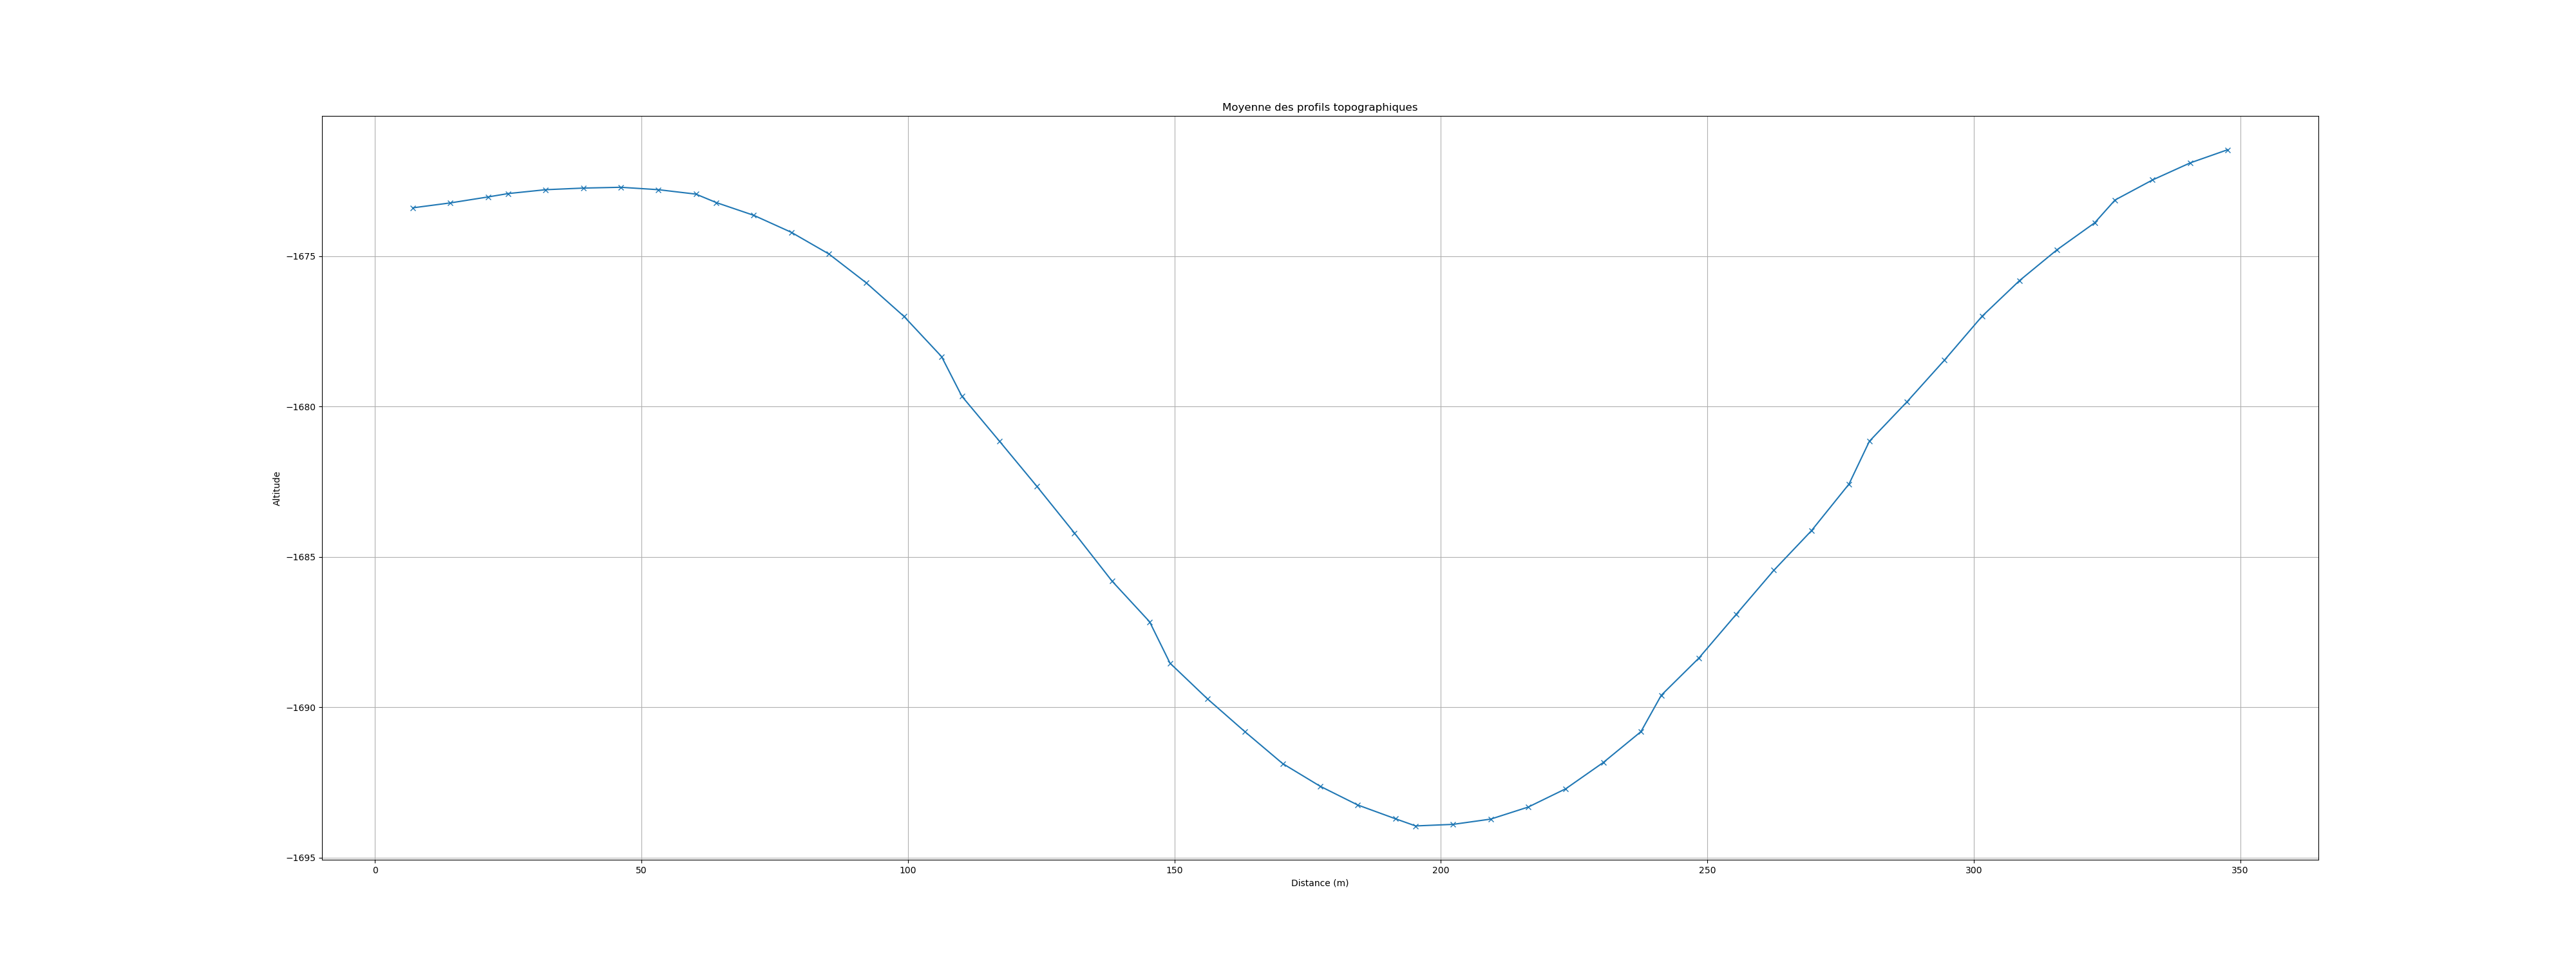 Moyenne des profils topographiques
−1675
−1680
−1685
−1690
−1695
Altitude
0 50 100 150 200 250 300 350
Distance (m)